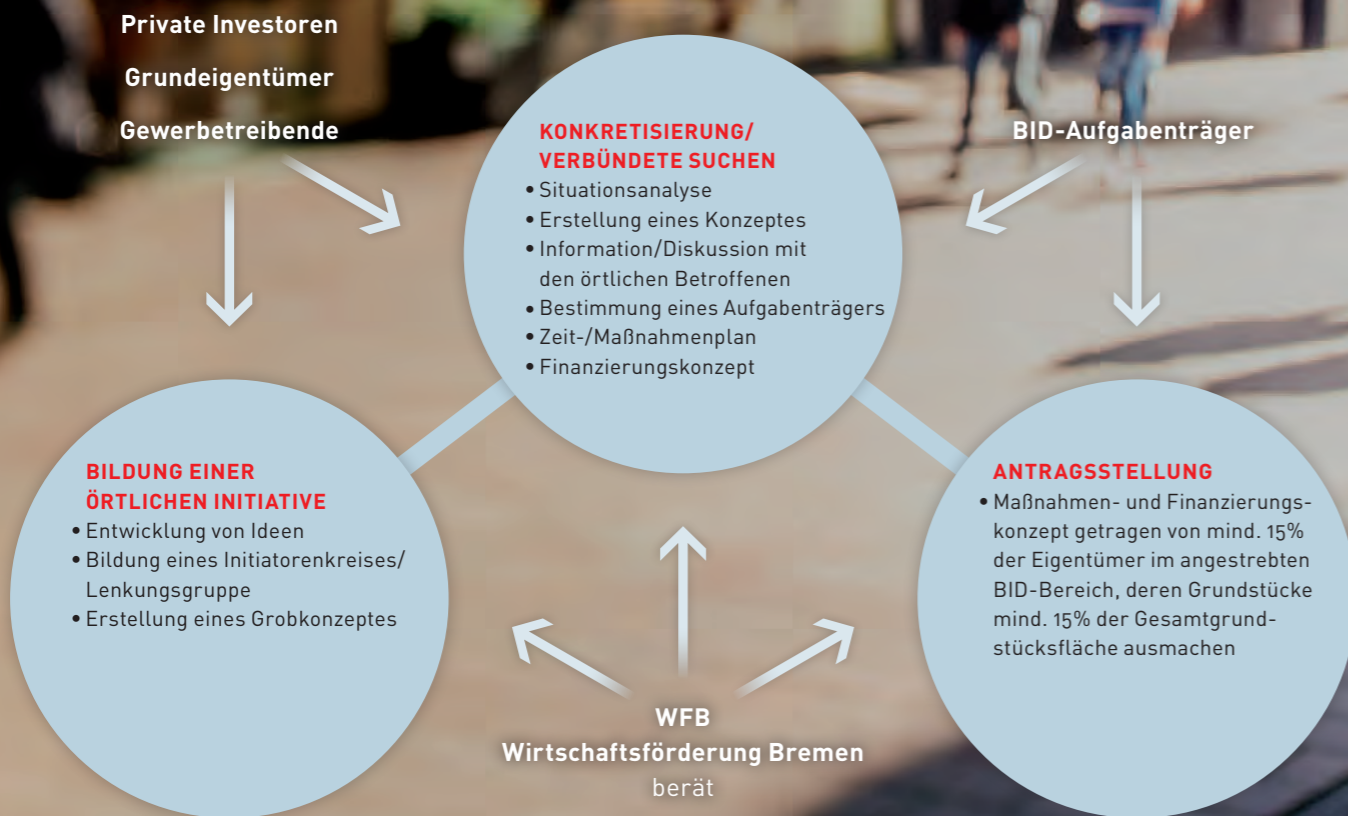 Private Investoren
Grundeigentümer
Gewerbetreibende
KONKRETISIERUNG/
VERBÜNDETE SUCHEN
• Situationsanalyse
• Erstellung eines Konzeptes
• Information/Diskussion mit
den örtlichen Betroffenen
• Bestimmung eines Aufgabenträgers
• Zeit-/Maßnahmenplan
• Finanzierungskonzept
BID-Aufgabenträger
BILDUNG EINER
ÖRTLICHEN INITIATIVE
• Entwicklung von Ideen
• Bildung eines Initiatorenkreises/
Lenkungsgruppe
• Erstellung eines Grobkonzeptes
ANTRAGSSTELLUNG
• Maßnahmen- und Finanzierungs-
konzept getragen von mind. 15%
der Eigentümer im angestrebten
BID-Bereich, deren Grundstücke
mind. 15% der Gesamtgrund-
stücksfläche ausmachen
WFB
Wirtschaftsförderung Bremen
berät